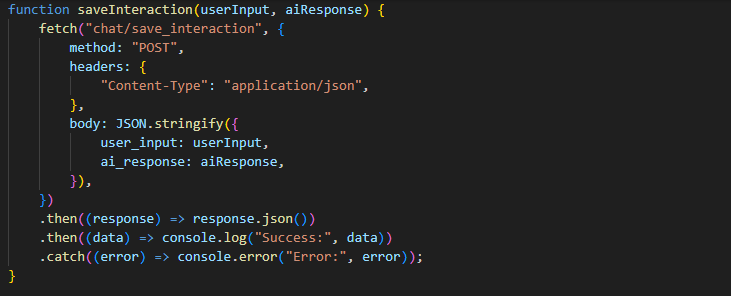 function saveInteraction(userInput, aiResponse) {
    fetch("chat/save_interaction", {
        method: "POST",
        headers: {
            "Content-Type": "application/json",
        },
        body: JSON.stringify({
            user_input: userInput,
            ai_response: aiResponse,
        }),
    })
    .then((response) => response.json())
    .then((data) => console.log("Success:", data))
    .catch((error) => console.error("Error:", error));
}